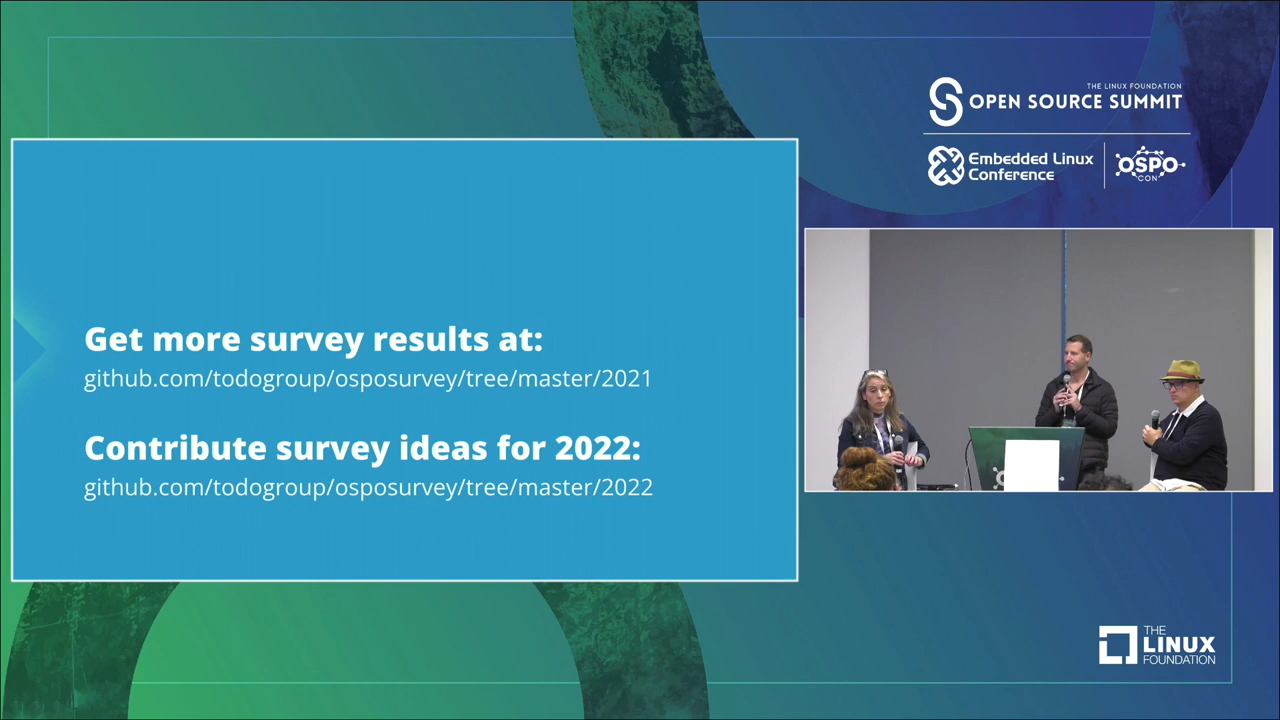 THE LINUX FOUNDATION
OPEN SOURCE SUMMIT
Embedded Linux
Conference
OSPO
CON
Get more survey results at:
github.com/todogroup/osposurvey/tree/master/2021
Contribute survey ideas for 2022:
github.com/todogroup/osposurvey/tree/master/2022
THE
LINUX
FOUNDATION